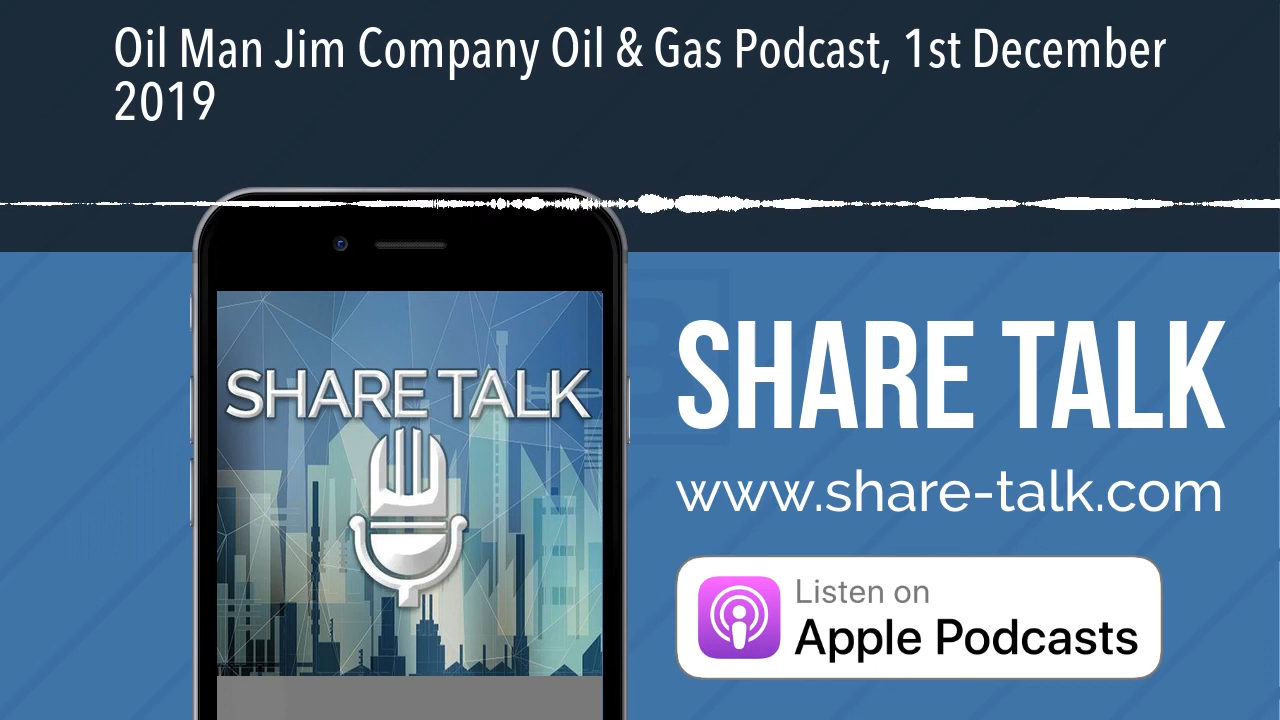 Oil Man Jim Company Oil & Gas Podcast, 1st December
2019
SHARE TALK
SHARE TALK
www.share-talk.com
Listen on
Apple Podcasts